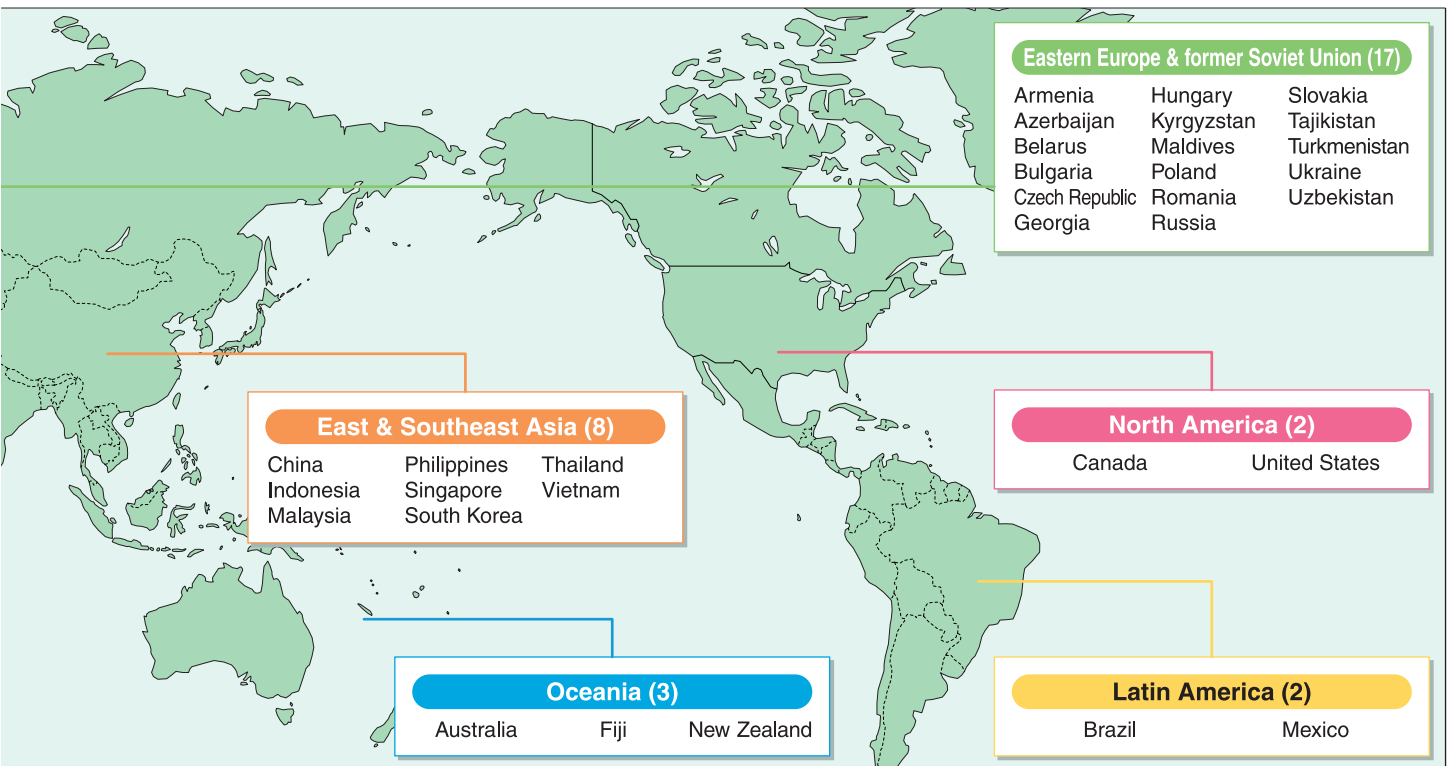 Eastern Europe & former Soviet Union (17)
Armenia Hungary Slovakia
Azerbaijan Kyrgyzstan Tajikistan
Belarus Maldives Turkmenistan
Bulgaria Poland Ukraine
Czech Republic Romania Uzbekistan
Georgia Russia
East & Southeast Asia (8)
China Philippines Thailand
Indonesia Singapore Vietnam
Malaysia South Korea
North America (2)
Canada United States
Oceania (3)
Australia Fiji New Zealand
Latin America (2)
Brazil Mexico